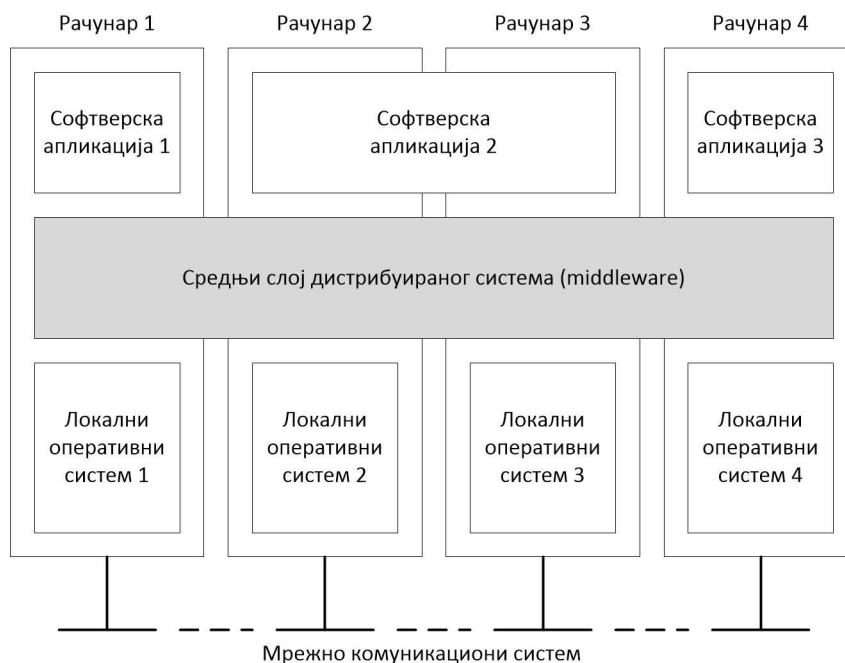 Рачунар 1
Рачунар 2
Рачунар 3
Рачунар 4
Софтверска
апликација 1
Софтверска
апликација 2
Софтверска
апликација 3
Средњи слој дистрибуираног система (middleware)
Локални
оперативни
систем 1
Локални
оперативни
систем 2
Локални
оперативни
систем 3
Локални
оперативни
систем 4
Мрежно комуникациони систем